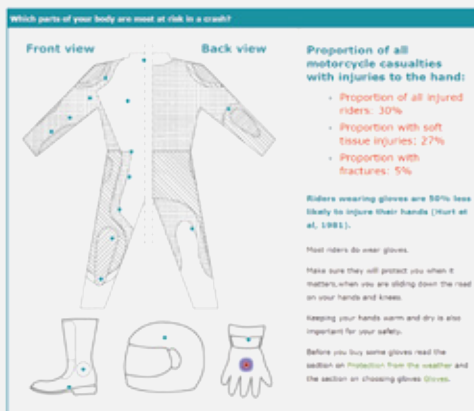 Which parts of your body are most at risk in a crash?
Front view
Back view
Proportion of all
motorcycle casualties
with injuries to the hand:
Proportion of all injured
riders: 30%
Proportion with soft
tissue injuries: 27%
Proportion with
fractures: 5%
Riders wearing gloves are 50% less
likely to injure their hands (Hurt et
al, 1981).
Most riders do wear gloves.
Make sure they will protect you when it
matters, when you are sliding down the road
on your hands and knees.
Keeping your hands warm and dry is also
important for your safety.
Before you buy some gloves read the
section on Protection from the weather and
the section on choosing gloves Gloves.